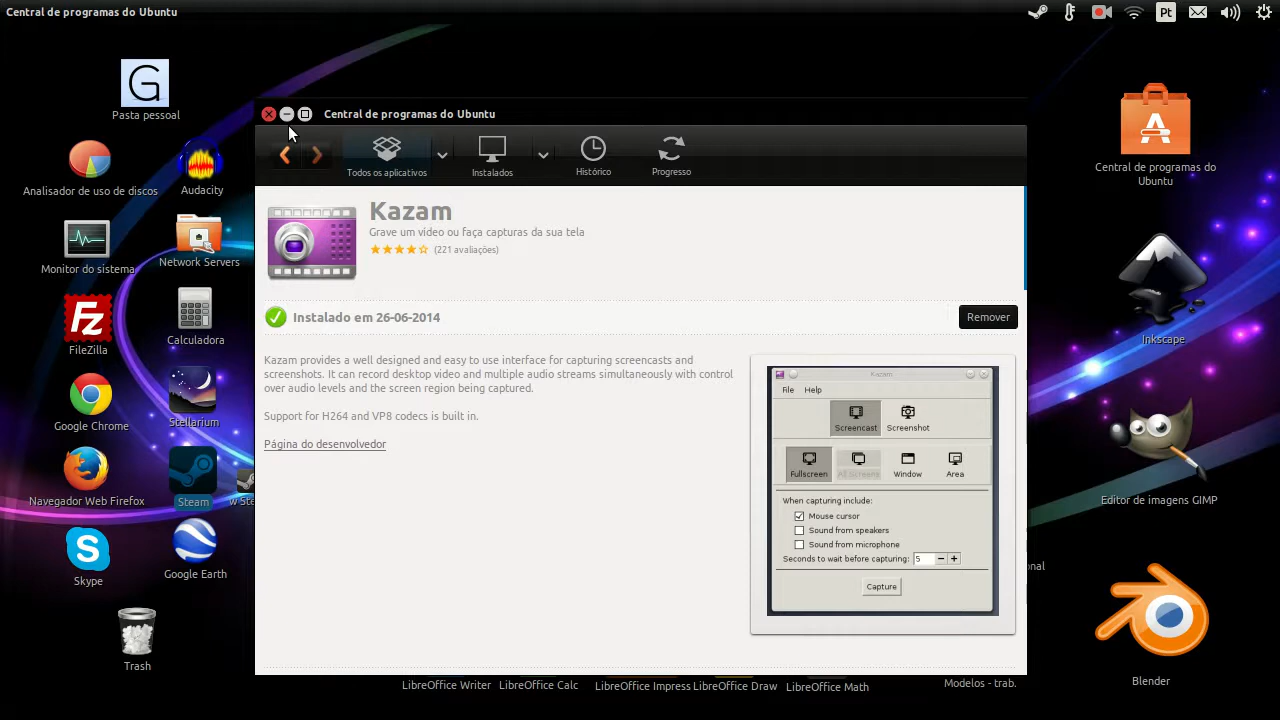 Central de programas do Ubuntu
Pt
G
Pasta pessoal
Analisador de uso de discos
Audacity
Monitor do sistema
Network Servers
Fz
FileZilla
Calculadora
Google Chrome
Stellarium
Navegador Web Firefox
Steam
w Ste
S
Skype
Google Earth
Trash
Central de programas do Ubuntu
Todos os aplicativos
Instalados
Histórico
Progresso
Kazam
Grave um vídeo ou faça capturas da sua tela
(221 avaliações)
Instalado em 26-06-2014
Remover
Kazam provides a well designed and easy to use interface for capturing screencasts and
screenshots. It can record desktop video and multiple audio streams simultaneously with control
over audio levels and the screen region being captured.
Support for H264 and VP8 codecs is built in.
Página do desenvolvedor
Kazam
File Help
Screencast Screenshot
Fullscreen All Screens Window Area
When capturing include:
Mouse cursor
Sound from speakers
Sound from microphone
Seconds to wait before capturing: 5
Capture
LibreOffice Writer
LibreOffice Calc
LibreOffice Impress
LibreOffice Draw
LibreOffice Math
Modelos - trab.
onal
A
Central de programas do
Ubuntu
Inkscape
Editor de imagens GIMP
Blender